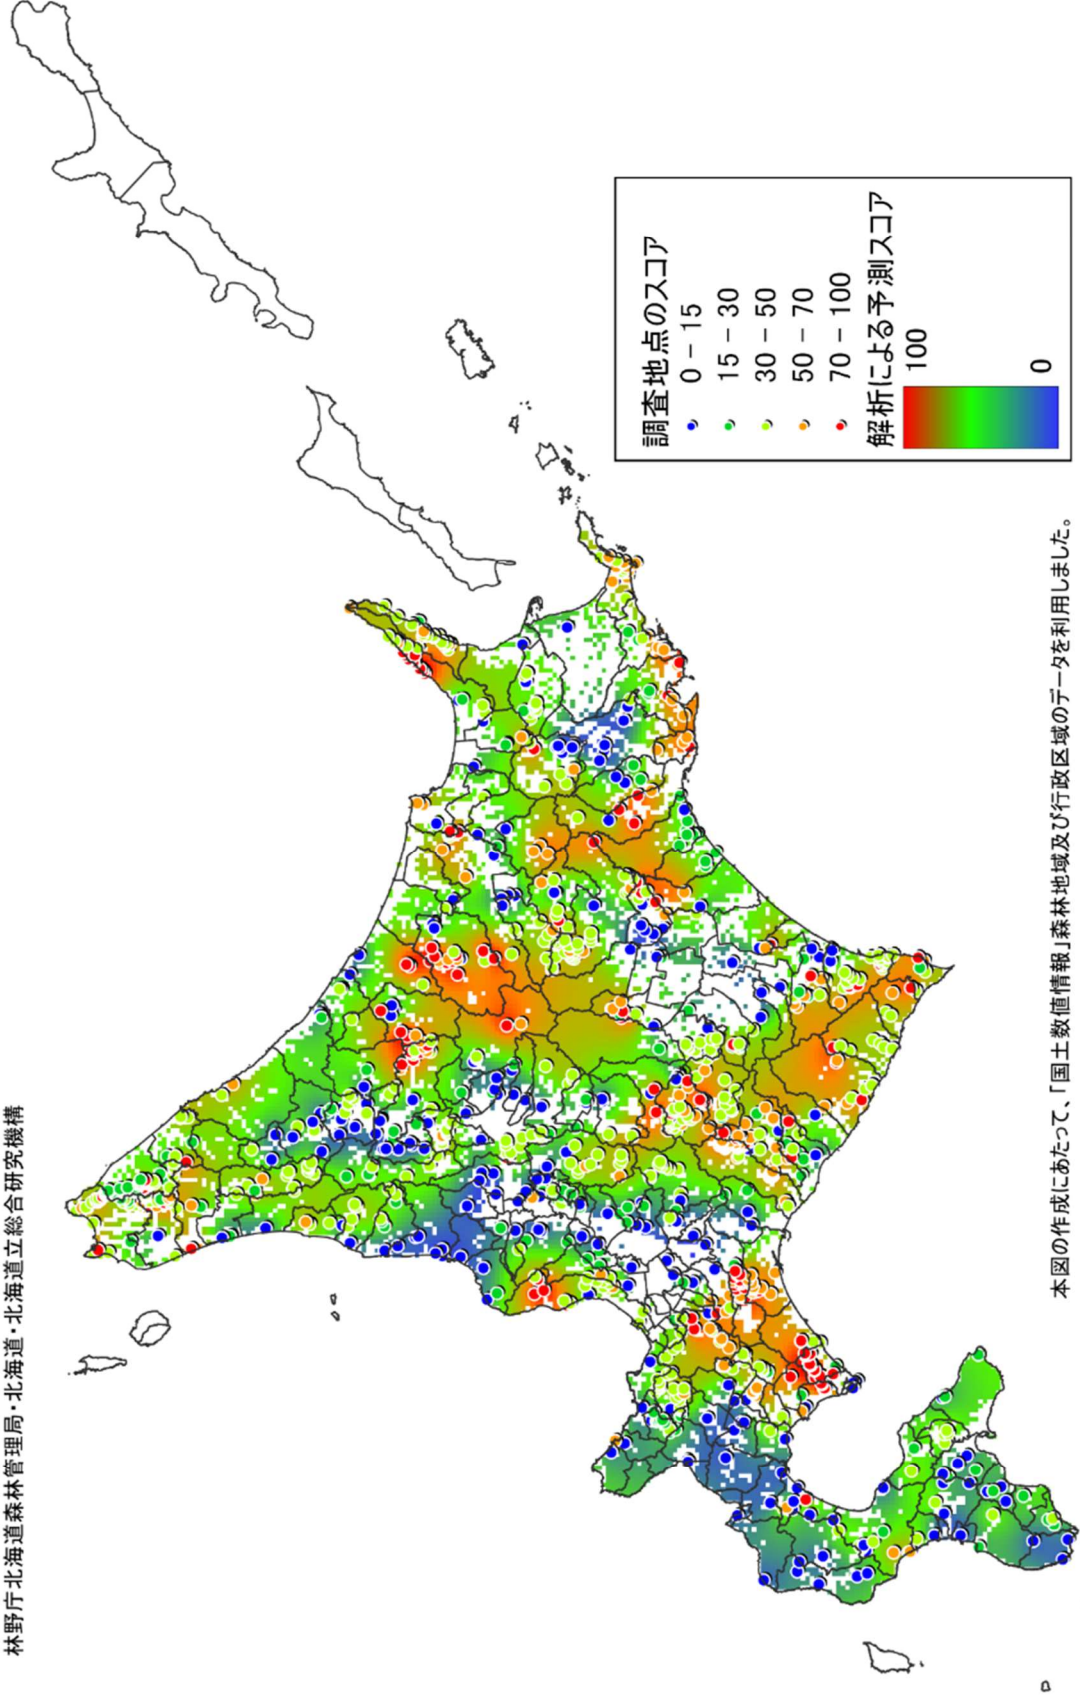 林野庁北海道森林管理局・北海道・北海道立総合研究機構
調査地点のスコア
0 － 15
15 － 30
30 － 50
50 － 70
70 － 100
解析による予測スコア
100
0
本図の作成にあたって、「国土数値情報」森林地域及び行政区域のデータを利用しました。